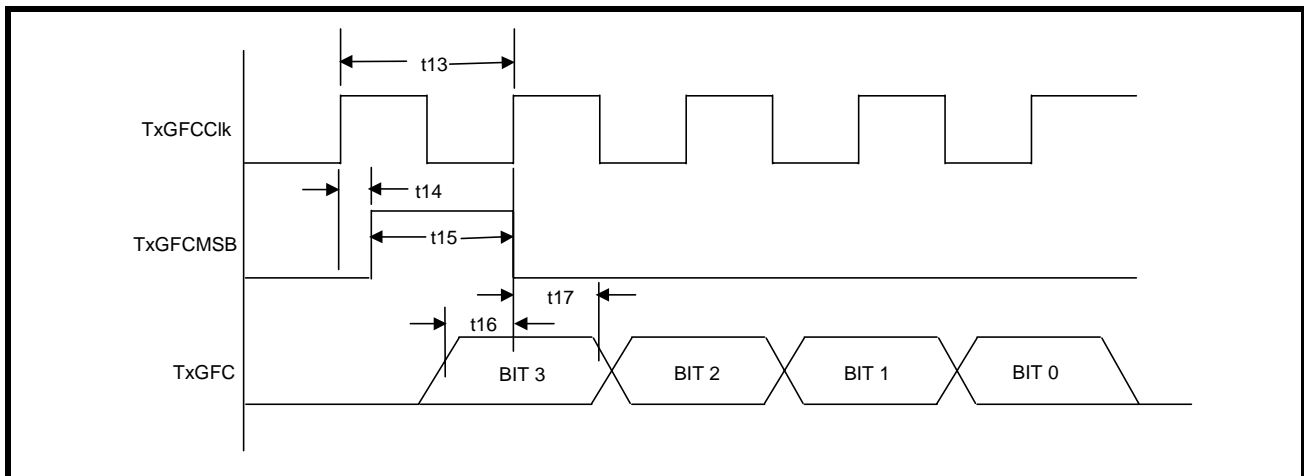 t13
TxGFCClk
t14
TxGFCMSB
t15
t17
t16
TxGFC
BIT 3
BIT 2
BIT 1
BIT 0